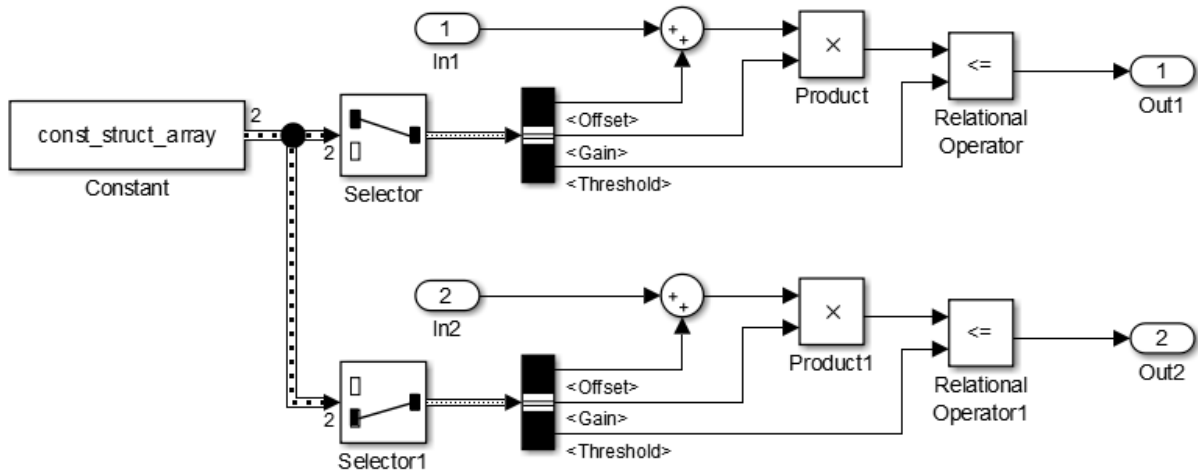 1
In1
+
+
×
Product
<=
Relational
Operator
1
Out1
const_struct_array
Constant
2
2
Selector
<Offset>
<Gain>
<Threshold>
2
In2
+
+
×
Product1
<=
Relational
Operator1
2
Out2
2
Selector1
<Offset>
<Gain>
<Threshold>